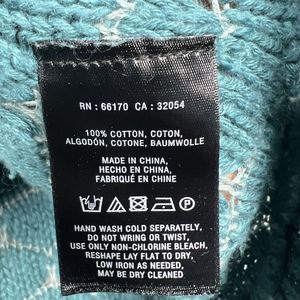 RN : 66170 CA : 32054
100% COTTON, COTON,
ALGODÓN, COTONE, BAUMWOLLE
MADE IN CHINA,
HECHO EN CHINA,
FABRIQUÉ EN CHINE
HAND WASH COLD SEPARATELY,
DO NOT WRING OR TWIST,
USE ONLY NON-CHLORINE BLEACH,
RESHAPE LAY FLAT TO DRY,
LOW IRON AS NEEDED,
MAY BE DRY CLEANED